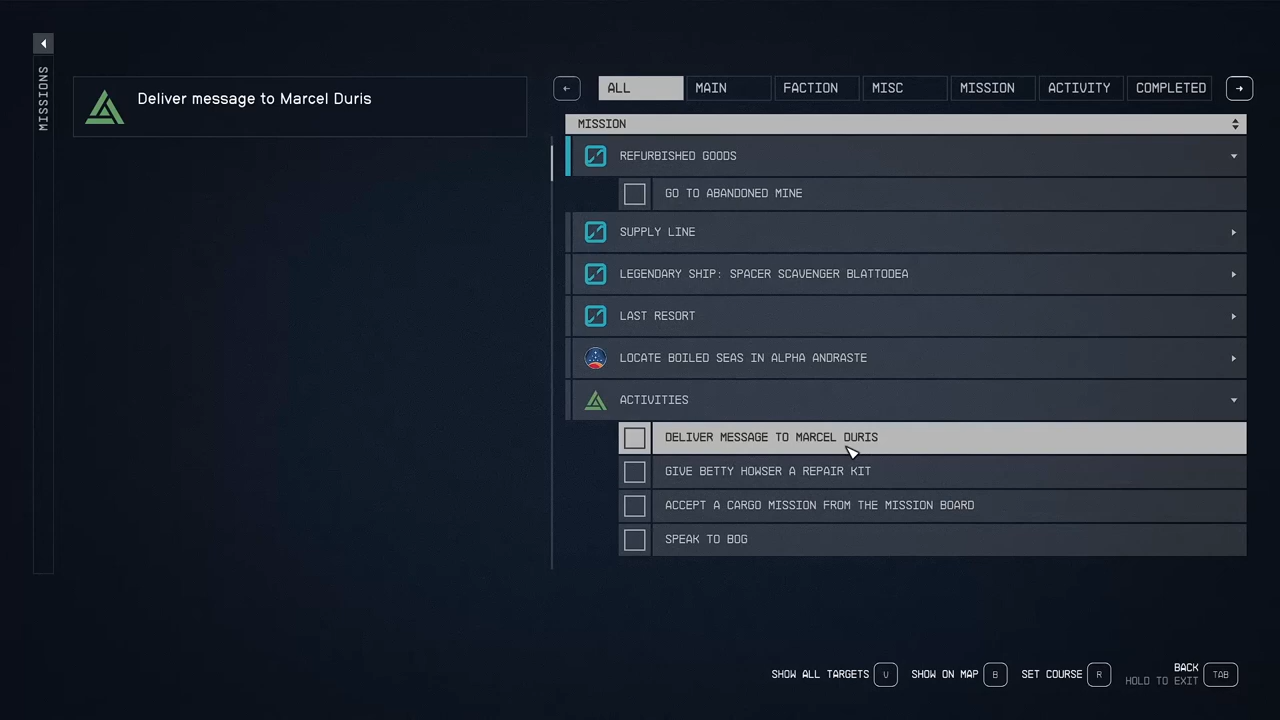 MISSIONS
Deliver message to Marcel Duris
ALL MAIN FACTION MISC MISSION ACTIVITY COMPLETED
MISSION
REFURBISHED GOODS
GO TO ABANDONED MINE
SUPPLY LINE
LEGENDARY SHIP: SPACER SCAVENGER BLATTODEA
LAST RESORT
LOCATE BOILED SEAS IN ALPHA ANDRASTE
ACTIVITIES
DELIVER MESSAGE TO MARCEL DURIS
GIVE BETTY HOWSER A REPAIR KIT
ACCEPT A CARGO MISSION FROM THE MISSION BOARD
SPEAK TO BOG
SHOW ALL TARGETS V SHOW ON MAP B SET COURSE R BACK TAB
HOLD TO EXIT